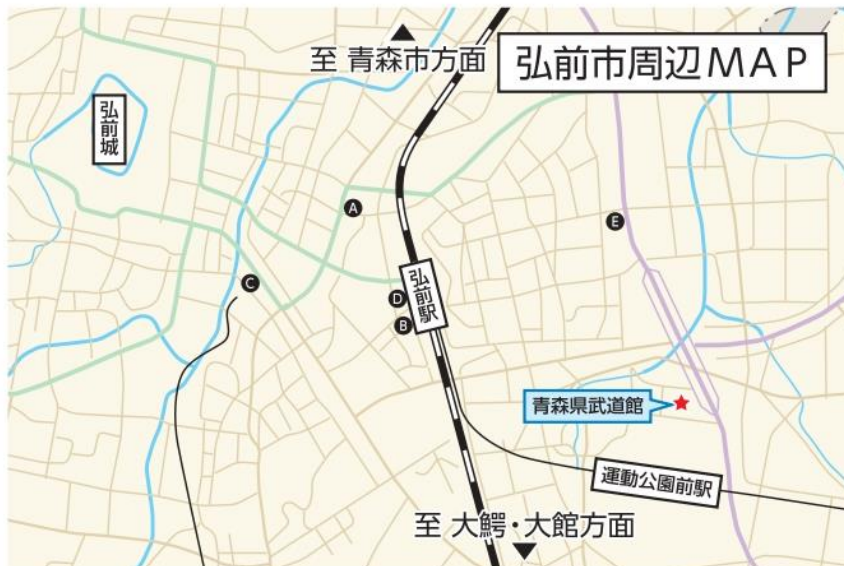 弘前市周辺MAP
至 青森市方面
弘前城
A
E
C
D
弘前駅
B
青森県武道館
運動公園前駅
至 大鰐・大館方面